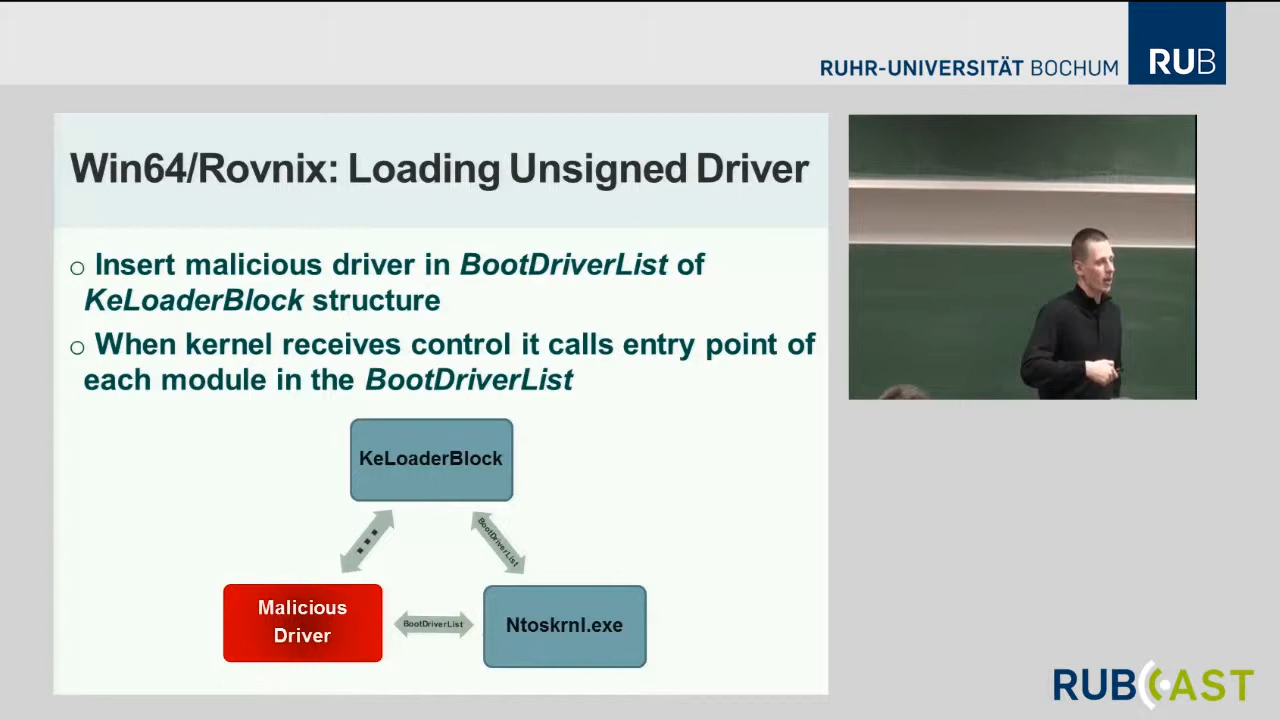 RUHR-UNIVERSITÄT BOCHUM
RUB
Win64/Rovnix: Loading Unsigned Driver
○ Insert malicious driver in BootDriverList of
KeLoaderBlock structure
○ When kernel receives control it calls entry point of
each module in the BootDriverList
KeLoaderBlock
...
BootDriverList
Malicious
Driver
BootDriverList
Ntoskrnl.exe
RUBCAST